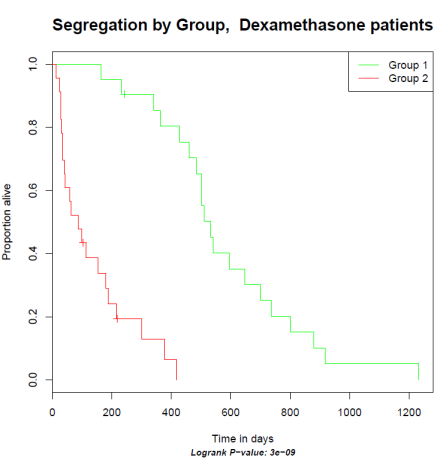 Segregation by Group, Dexamethasone patients
Group 1
Group 2
Proportion alive
1.0
0.8
0.6
0.4
0.2
0.0
0 200 400 600 800 1000 1200
Time in days
Logrank P-value: 3e-09